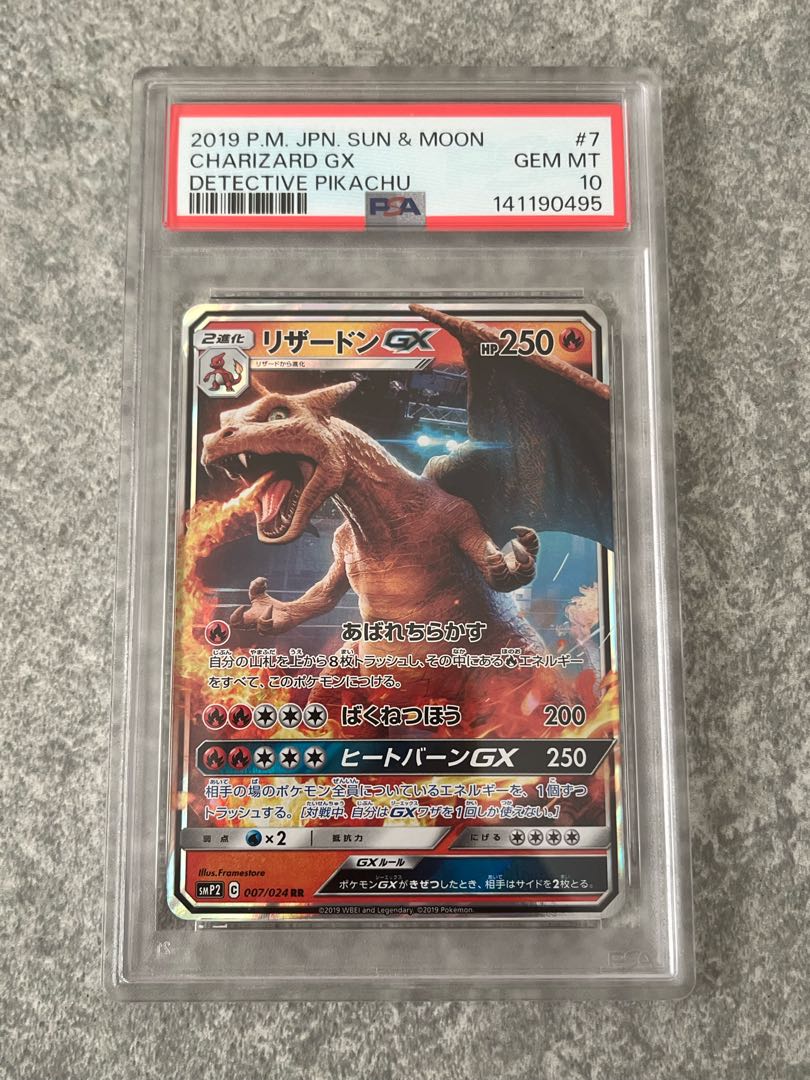 2019 P.M. JPN. SUN & MOON #7
CHARIZARD GX GEM MT
DETECTIVE PIKACHU 10
PSA 141190495
2進化 リザードンGX HP250
リザードから進化
あばれちらかす
自分の山札を上から8枚トラッシュし、その中にあるエネルギー
をすべて、このポケモンにつける。
ばくねつほう 200
ヒートバーンGX 250
相手の場のポケモン全員についているエネルギーを、1個ずつ
トラッシュする。[対戦中、自分はGXワザを1回しか使えない。]
弱点 ×2 抵抗力 にげる
Illus.Framestore GXルール
ポケモンGXがきぜつしたとき、相手はサイドを2枚とる。
SMP2 C 007/024 RR
©2019 WBEI and Legendary. ©2019 Pokémon.
PSA